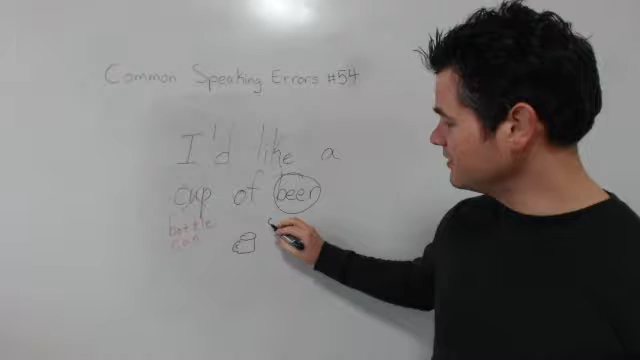 Common Speaking Errors #54
I'd like a
cup of beer
bottle
can